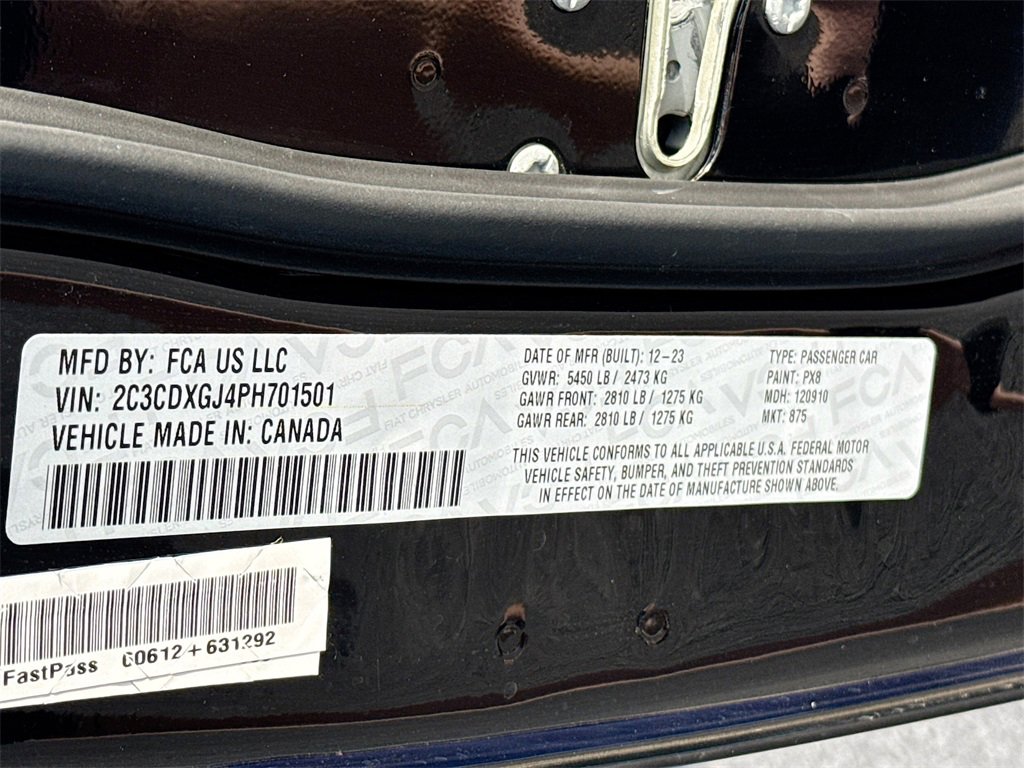 MFD BY: FCA US LLC
VIN: 2C3CDXGJ4PH701501
VEHICLE MADE IN: CANADA
DATE OF MFR (BUILT): 12-23
GVWR: 5450 LB / 2473 KG
GAWR FRONT: 2810 LB / 1275 KG
GAWR REAR: 2810 LB / 1275 KG
TYPE: PASSENGER CAR
PAINT: PX8
MDH: 120910
MKT: 875
THIS VEHICLE CONFORMS TO ALL APPLICABLE U.S.A. FEDERAL MOTOR
VEHICLE SAFETY, BUMPER, AND THEFT PREVENTION STANDARDS
IN EFFECT ON THE DATE OF MANUFACTURE SHOWN ABOVE.
FastPass 60612+631292